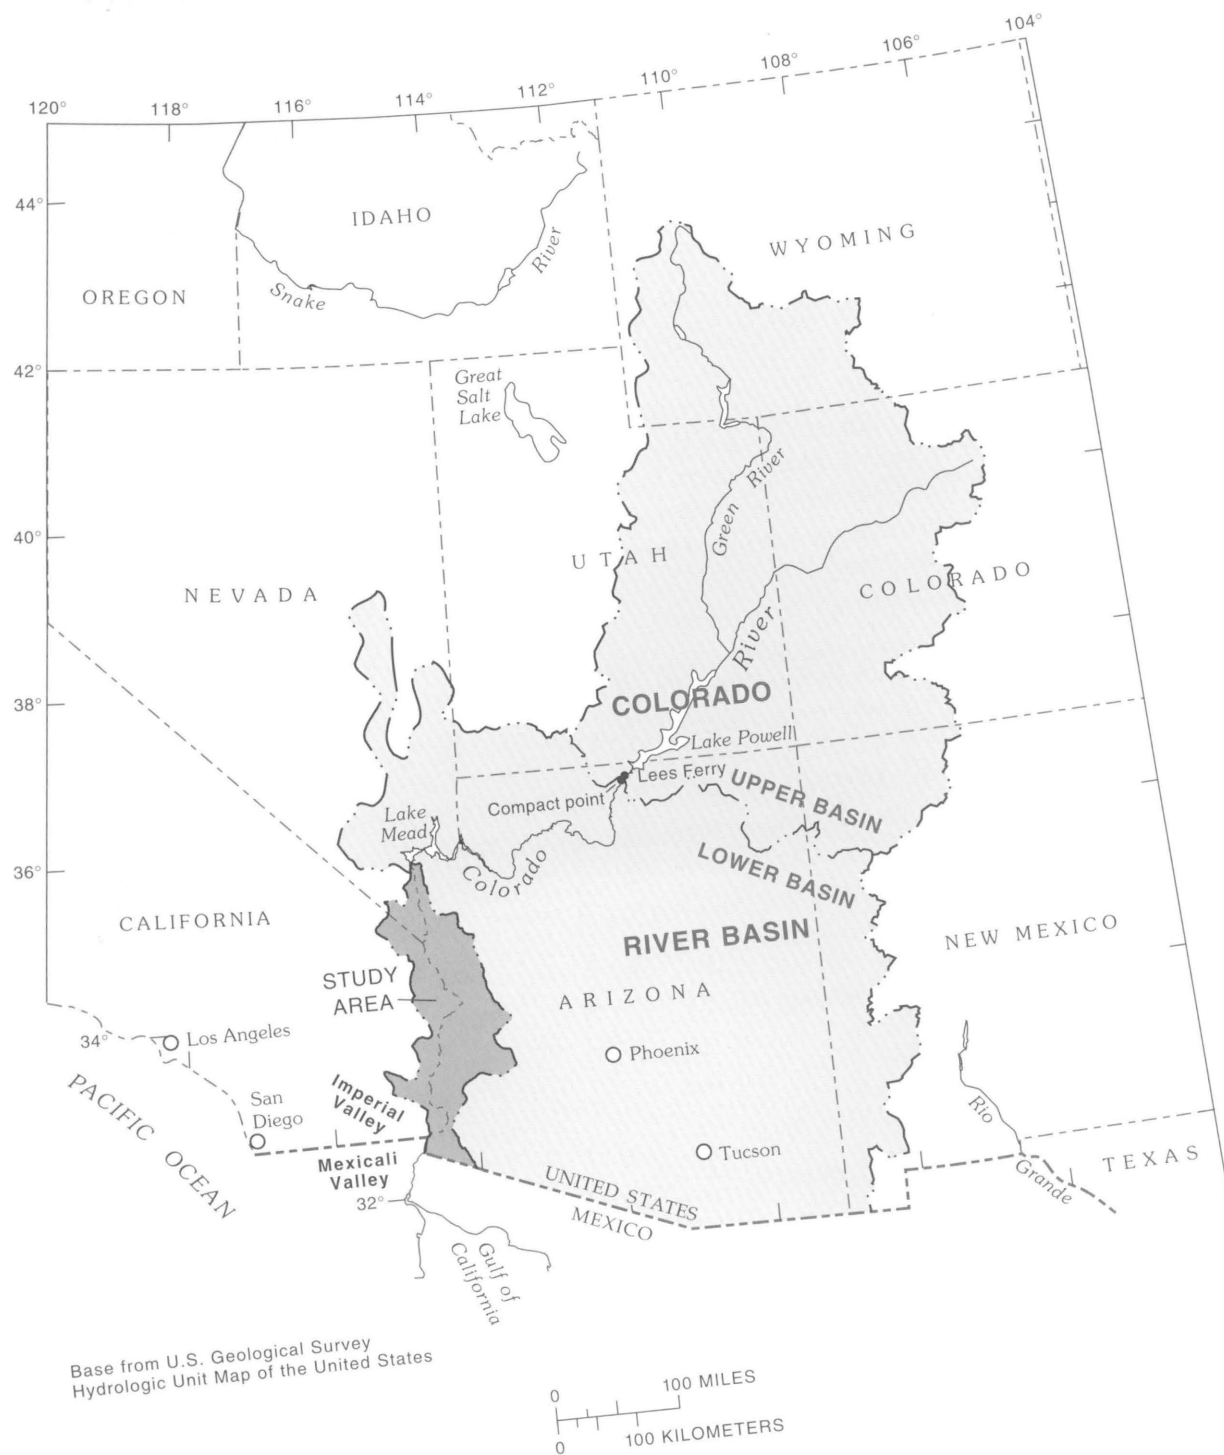 104°
106°
108°
110°
112°
114°
116°
118°
120°
44°
IDAHO
WYOMING
Snake
River
OREGON
42°
Great
Salt
Lake
Green
River
40°
UTAH
NEVADA
COLORADO
River
38°
COLORADO
Lake Powell
Lees Ferry
Compact point
UPPER BASIN
Lake
Mead
Colorado
LOWER BASIN
36°
CALIFORNIA
RIVER BASIN
NEW MEXICO
STUDY
AREA
ARIZONA
34°
Los Angeles
Phoenix
PACIFIC OCEAN
San
Diego
Imperial
Valley
Rio
Grande
Mexicali
Valley
Tucson
TEXAS
32°
UNITED STATES
MEXICO
Gulf of
California
Base from U.S. Geological Survey
Hydrologic Unit Map of the United States
0 100 MILES
0 100 KILOMETERS